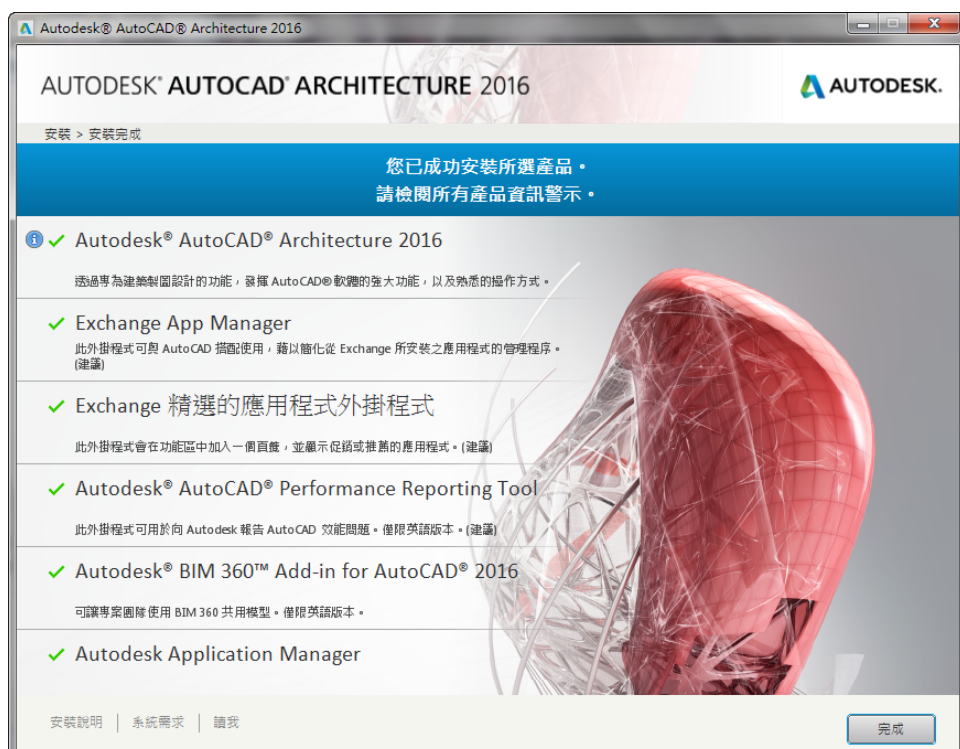 Autodesk® AutoCAD® Architecture 2016
AUTODESK® AUTOCAD® ARCHITECTURE 2016
AUTODESK.
安裝 > 安裝完成
您已成功安裝所選產品。
請檢閱所有產品資訊警示。
Autodesk® AutoCAD® Architecture 2016
透過專為建築製圖設計的功能，發揮 AutoCAD® 軟體的強大功能，以及熟悉的操作方式。
Exchange App Manager
此外掛程式可與 AutoCAD 搭配使用，藉以簡化從 Exchange 所安裝之應用程式的管理程序。
(建議)
Exchange 精選的應用程式外掛程式
此外掛程式會在功能區中加入一個頁籤，並顯示促銷或推薦的應用程式。(建議)
Autodesk® AutoCAD® Performance Reporting Tool
此外掛程式可用於向 Autodesk 報告 AutoCAD 效能問題。僅限英語版本。(建議)
Autodesk® BIM 360™ Add-in for AutoCAD® 2016
可讓專案團隊使用 BIM 360 共用模型。僅限英語版本。
Autodesk Application Manager
安裝說明 | 系統需求 | 讀我
完成